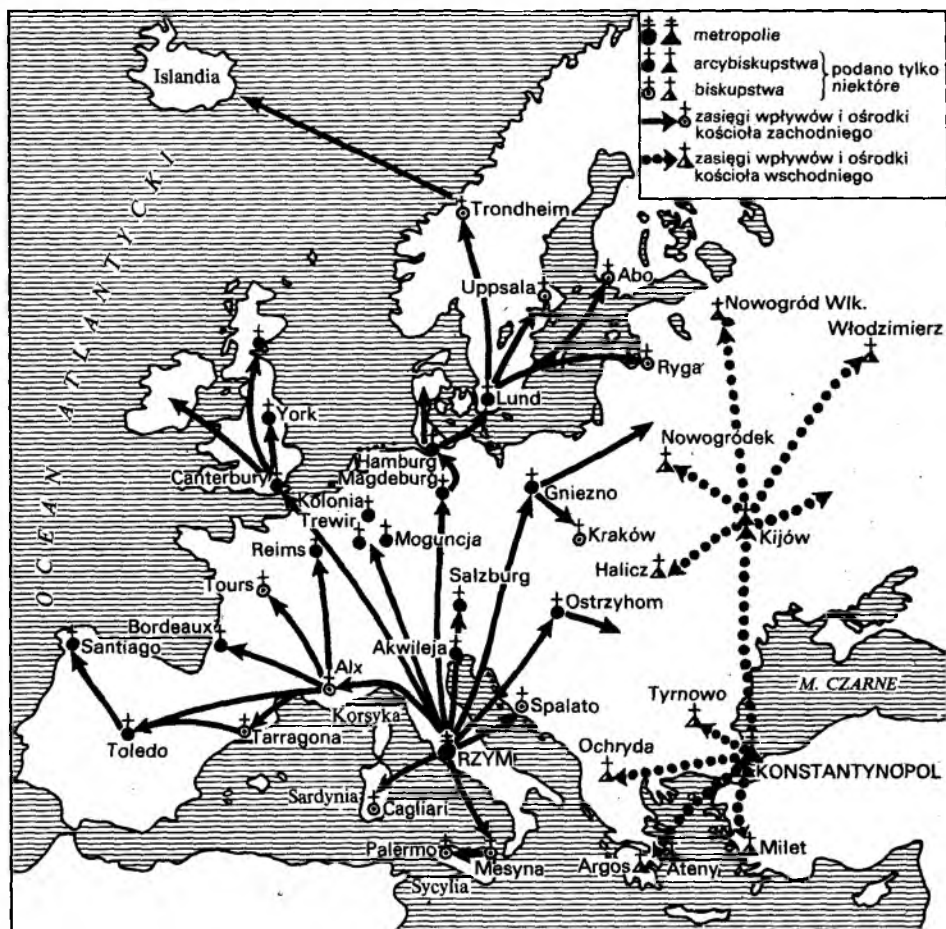 metropolie
arcybiskupstwa
biskupstwa
podano tylko
niektóre
zasięgi wpływów i ośrodki
kościoła zachodniego
zasięgi wpływów i ośrodki
kościoła wschodniego
Islandia
OCEAN ATLANTYCKI
Trondheim
Uppsala
Abo
Nowogród Wlk.
Włodzimierz
Ryga
Lund
York
Nowogródek
Hamburg
Canterbury
Magdeburg
Gniezno
Kolonia
Trewir
Moguncja
Kraków
Kijów
Reims
Halicz
Salzburg
Tours
Ostrzyhom
Bordeaux
Akwileja
Santiago
Aix
M. CZARNE
Korsyka
Spalato
Tyrnowo
Toledo
Tarragona
RZYM
Ochryda
KONSTANTYNOPOL
Sardynia
Cagliari
Palermo
Mesyna
Argos
Ateny
Milet
Sycylia